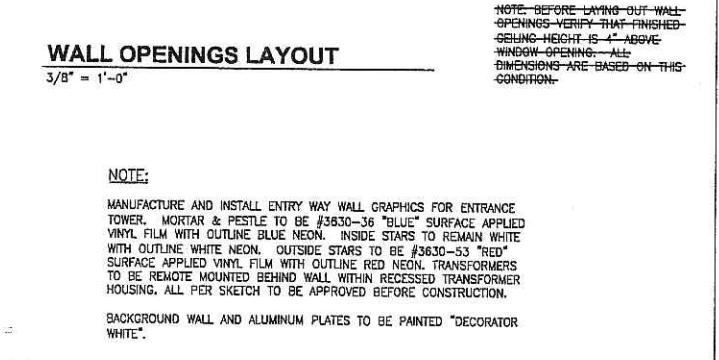 NOTE: BEFORE LAYING OUT WALL
OPENINGS VERIFY THAT FINISHED
CEILING HEIGHT IS 4" ABOVE
WINDOW OPENING. ALL
DIMENSIONS ARE BASED ON THIS
CONDITION.
WALL OPENINGS LAYOUT
3/8" = 1'-0"
NOTE:
MANUFACTURE AND INSTALL ENTRY WAY WALL GRAPHICS FOR ENTRANCE
TOWER. MORTAR & PESTLE TO BE #3630-36 "BLUE" SURFACE APPLIED
VINYL FILM WITH OUTLINE BLUE NEON. INSIDE STARS TO REMAIN WHITE
WITH OUTLINE WHITE NEON. OUTSIDE STARS TO BE #3630-53 "RED"
SURFACE APPLIED VINYL FILM WITH OUTLINE RED NEON. TRANSFORMERS
TO BE REMOTE MOUNTED BEHIND WALL WITHIN RECESSED TRANSFORMER
HOUSING. ALL PER SKETCH TO BE APPROVED BEFORE CONSTRUCTION.
BACKGROUND WALL AND ALUMINUM PLATES TO BE PAINTED "DECORATOR
WHITE".